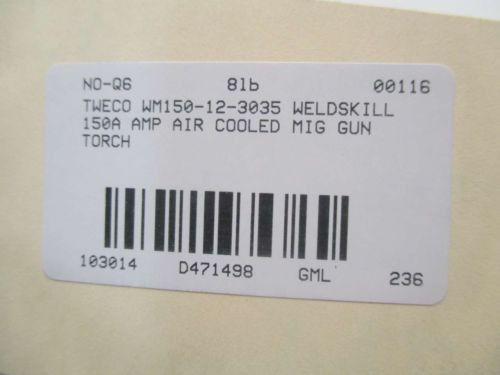 NO-Q6 8lb 00116
TWECO WM150-12-3035 WELDSKILL
150A AMP AIR COOLED MIG GUN
TORCH
103014 D471498 GML 236